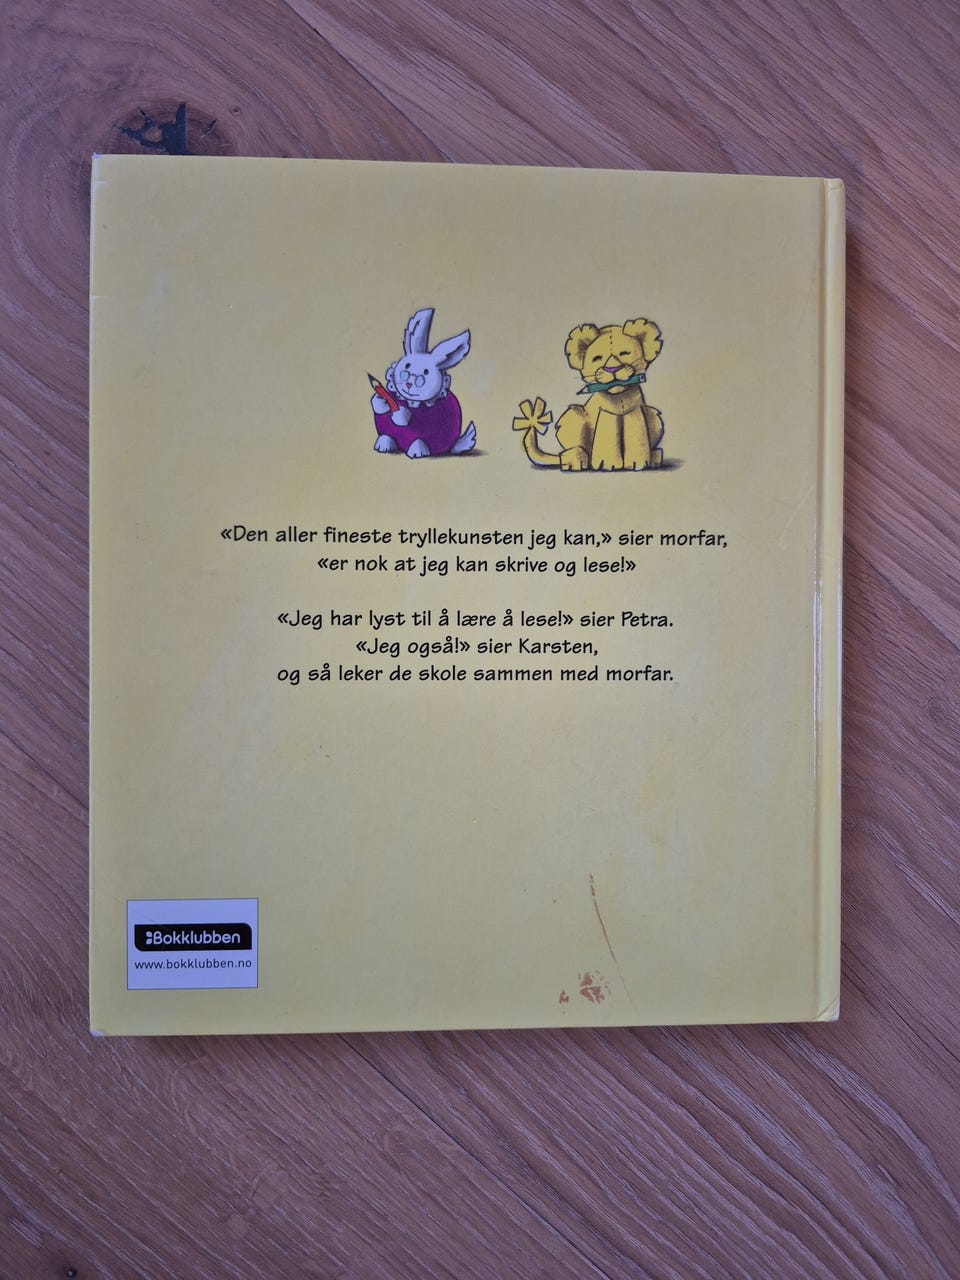 «Den aller fineste tryllekunsten jeg kan,» sier morfar,
«er nok at jeg kan skrive og lese!»
«Jeg har lyst til å lære å lese!» sier Petra.
«Jeg også!» sier Karsten,
og så leker de skole sammen med morfar.
Bokklubben
www.bokklubben.no